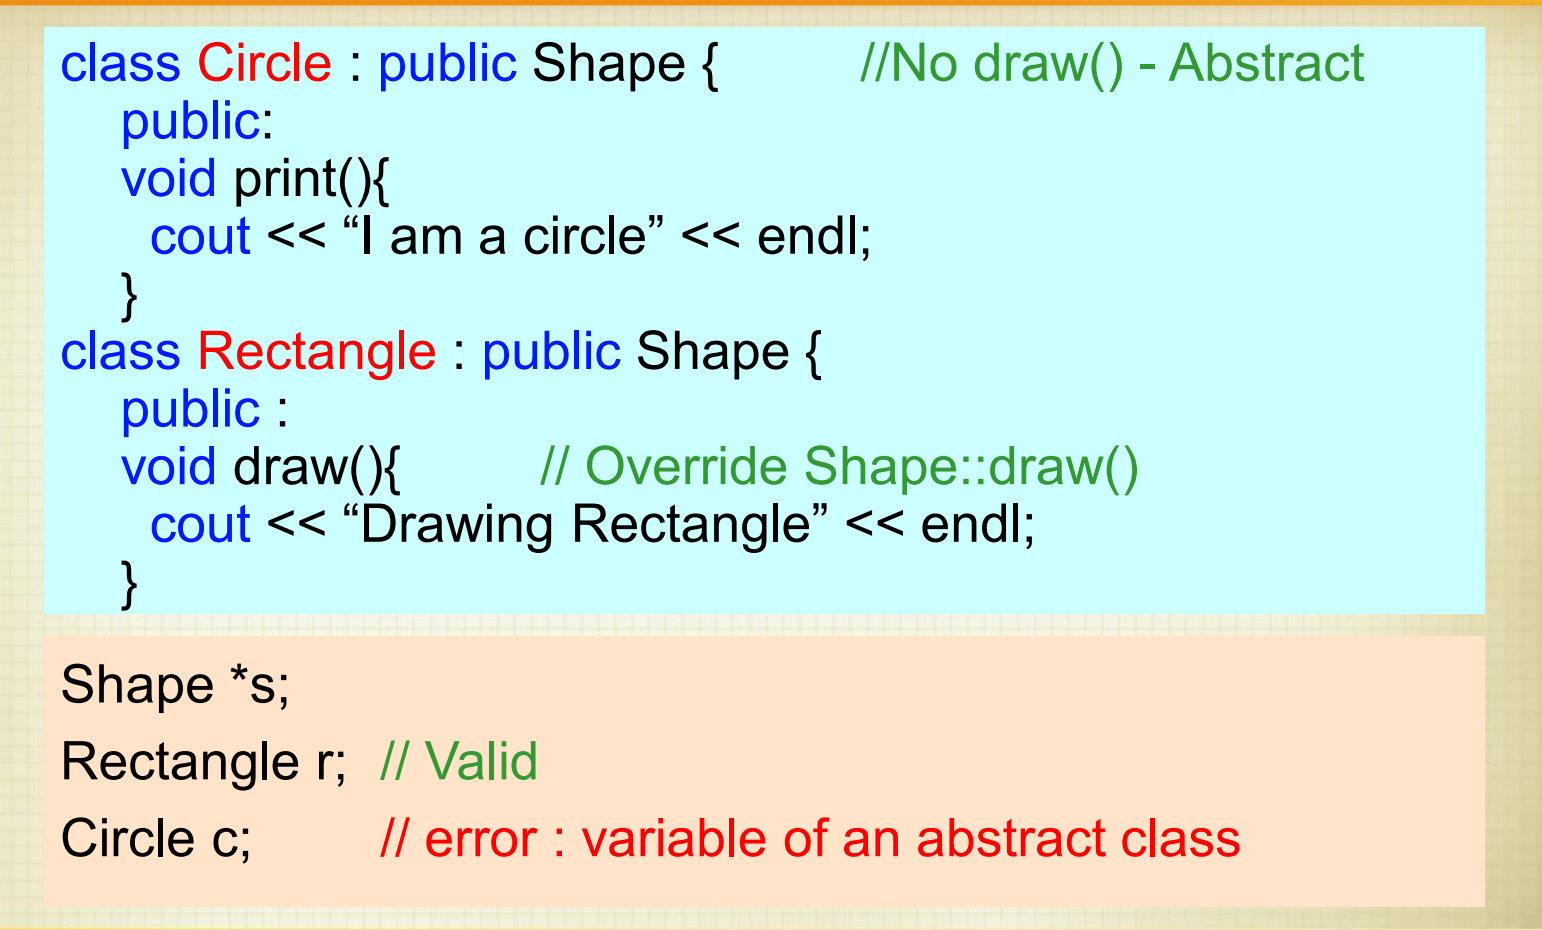 class Circle : public Shape { //No draw() - Abstract
public:
void print(){
cout << “I am a circle” << endl;
}
class Rectangle : public Shape {
public :
void draw(){ // Override Shape::draw()
cout << “Drawing Rectangle” << endl;
}
Shape *s;
Rectangle r; // Valid
Circle c; // error : variable of an abstract class